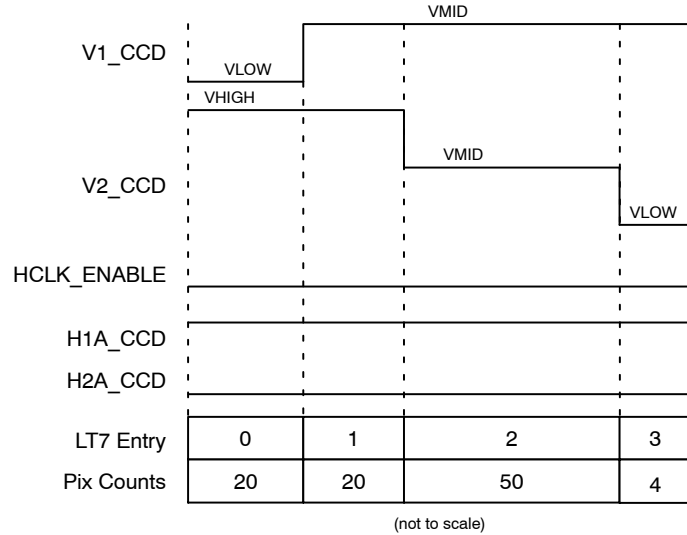 VMID
V1_CCD
VLOW
VHIGH
VMID
V2_CCD
VLOW
HCLK_ENABLE
H1A_CCD
H2A_CCD
LT7 Entry 0 1 2 3
Pix Counts 20 20 50 4
(not to scale)